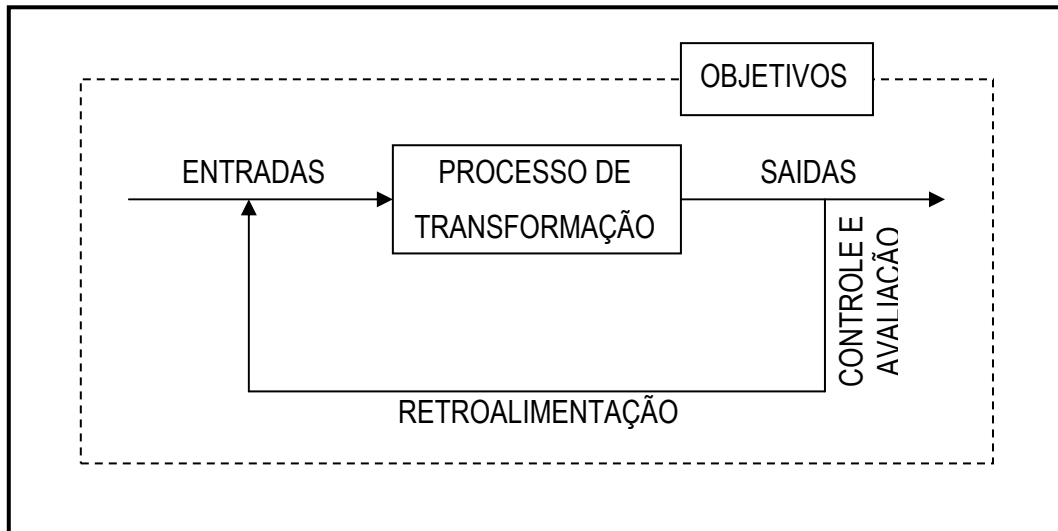 OBJETIVOS
ENTRADAS
PROCESSO DE
TRANSFORMAÇÃO
SAIDAS
CONTROLE E
AVALIAÇÃO
RETROALIMENTAÇÃO